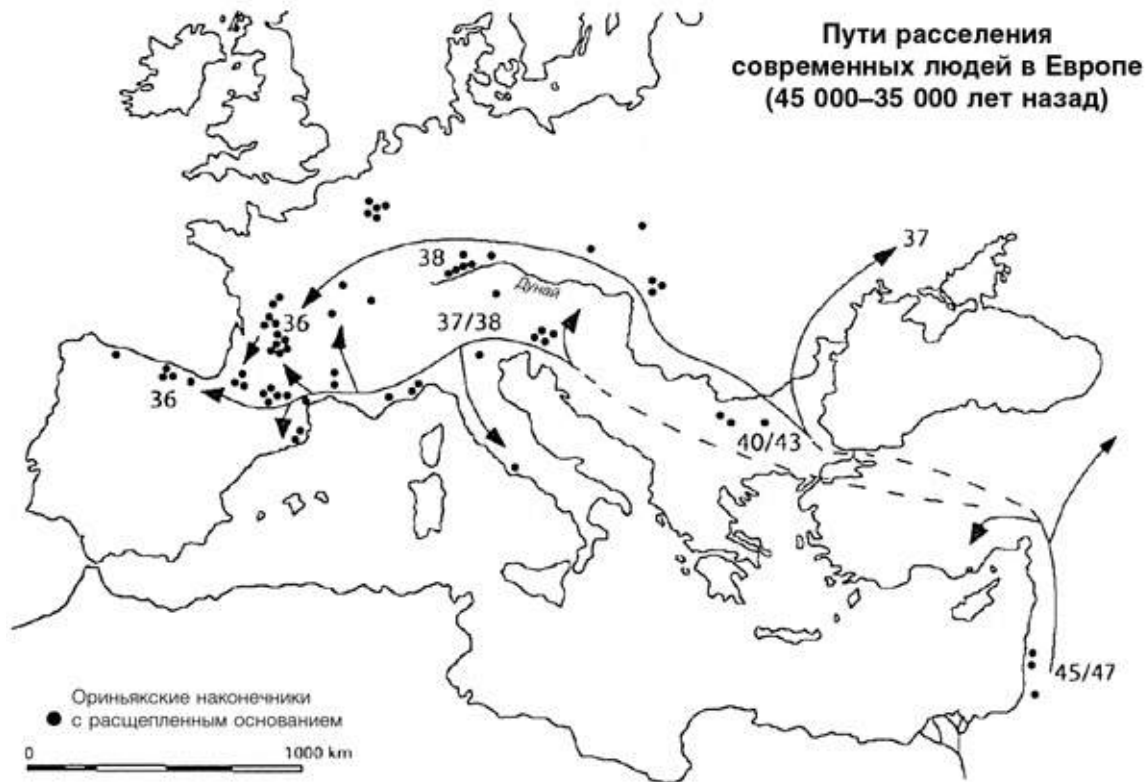 Пути расселения
современных людей в Европе
(45 000–35 000 лет назад)
37
38
Дунай
36
37/38
36
40/43
45/47
Ориньякские наконечники
с расщепленным основанием
0 1000 km